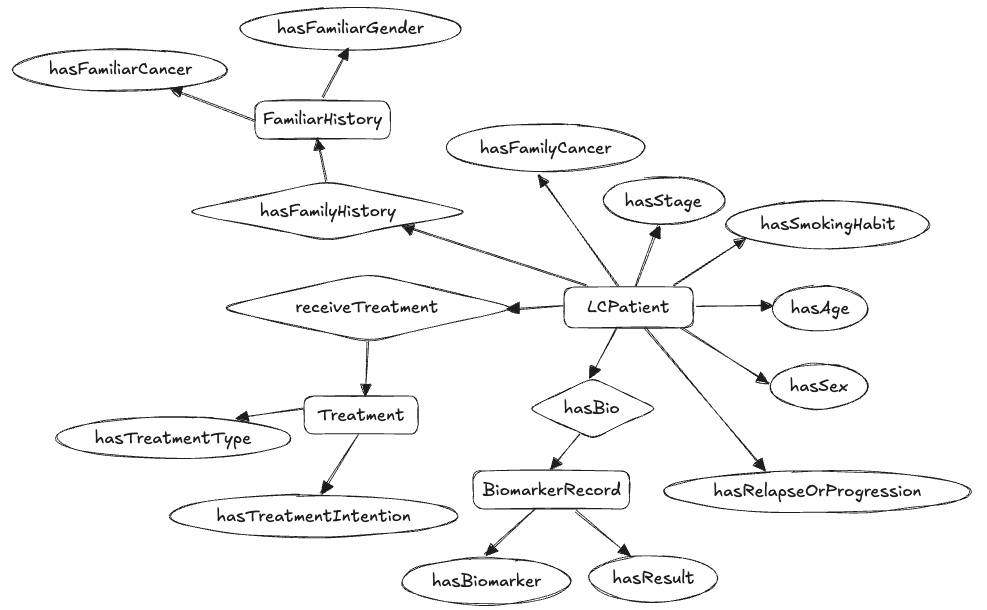 hasFamiliarGender
hasFamiliarCancer
FamiliarHistory
hasFamilyCancer
hasStage
hasFamilyHistory
hasSmokingHabit
receiveTreatment
LCPatient
hasAge
hasSex
hasBio
Treatment
hasTreatmentType
BiomarkerRecord
hasRelapseOrProgression
hasTreatmentIntention
hasBiomarker
hasResult